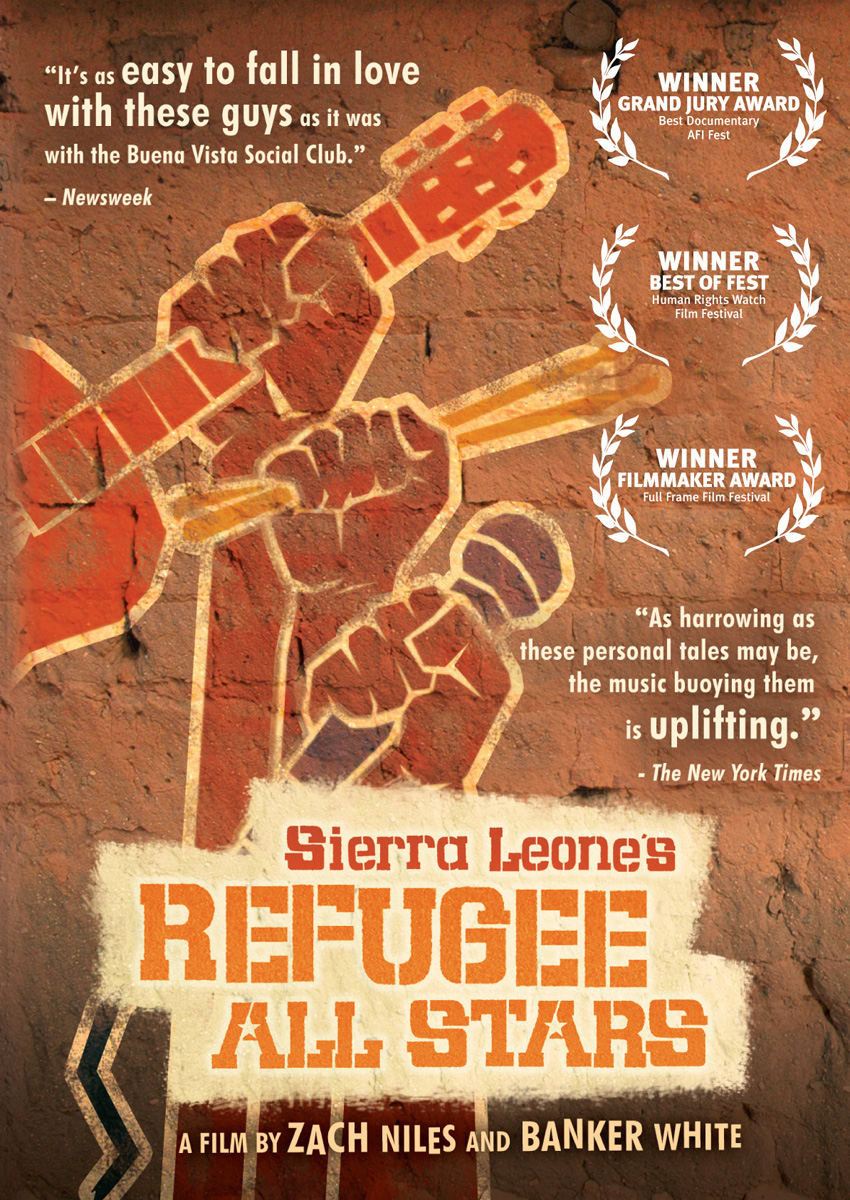 “It’s as easy to fall in love
with these guys as it was
with the Buena Vista Social Club.”
– Newsweek
WINNER
GRAND JURY AWARD
Best Documentary
AFI Fest
WINNER
BEST OF FEST
Human Rights Watch
Film Festival
WINNER
FILMMAKER AWARD
Full Frame Film Festival
“As harrowing as
these personal tales may be,
the music buoying them
is uplifting.”
- The New York Times
Sierra Leone's
REFUGEE
ALL STARS
A FILM BY ZACH NILES AND BANKER WHITE